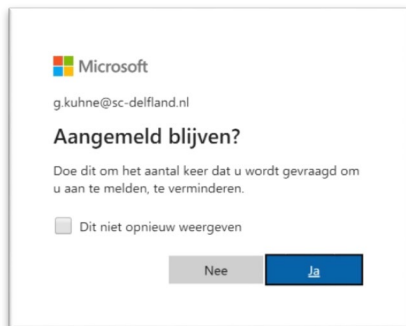 Microsoft
g.kuhne@sc-delfland.nl
Aangemeld blijven?
Doe dit om het aantal keer dat u wordt gevraagd om
u aan te melden, te verminderen.
Dit niet opnieuw weergeven
Nee
Ja